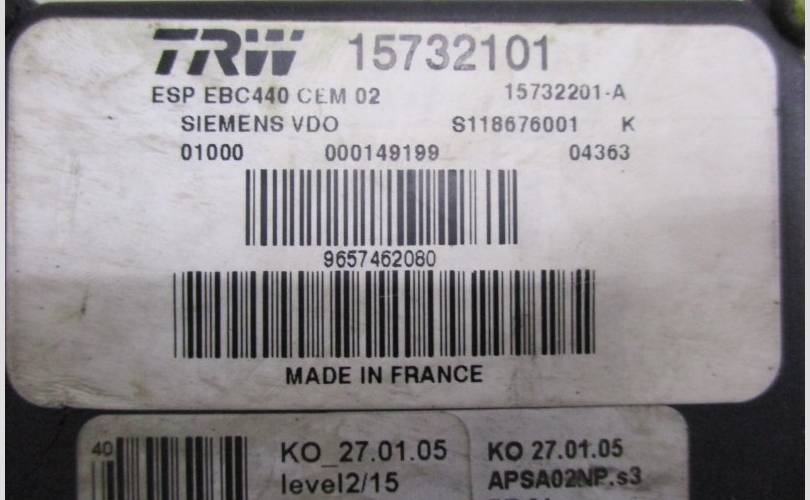 TRW 15732101
ESP EBC440 CEM 02 15732201-A
SIEMENS VDO S118676001 K
01000 000149199 04363
9657462080
MADE IN FRANCE
40 KO_27.01.05 KO 27.01.05
level2/15 APSA02NP.s3